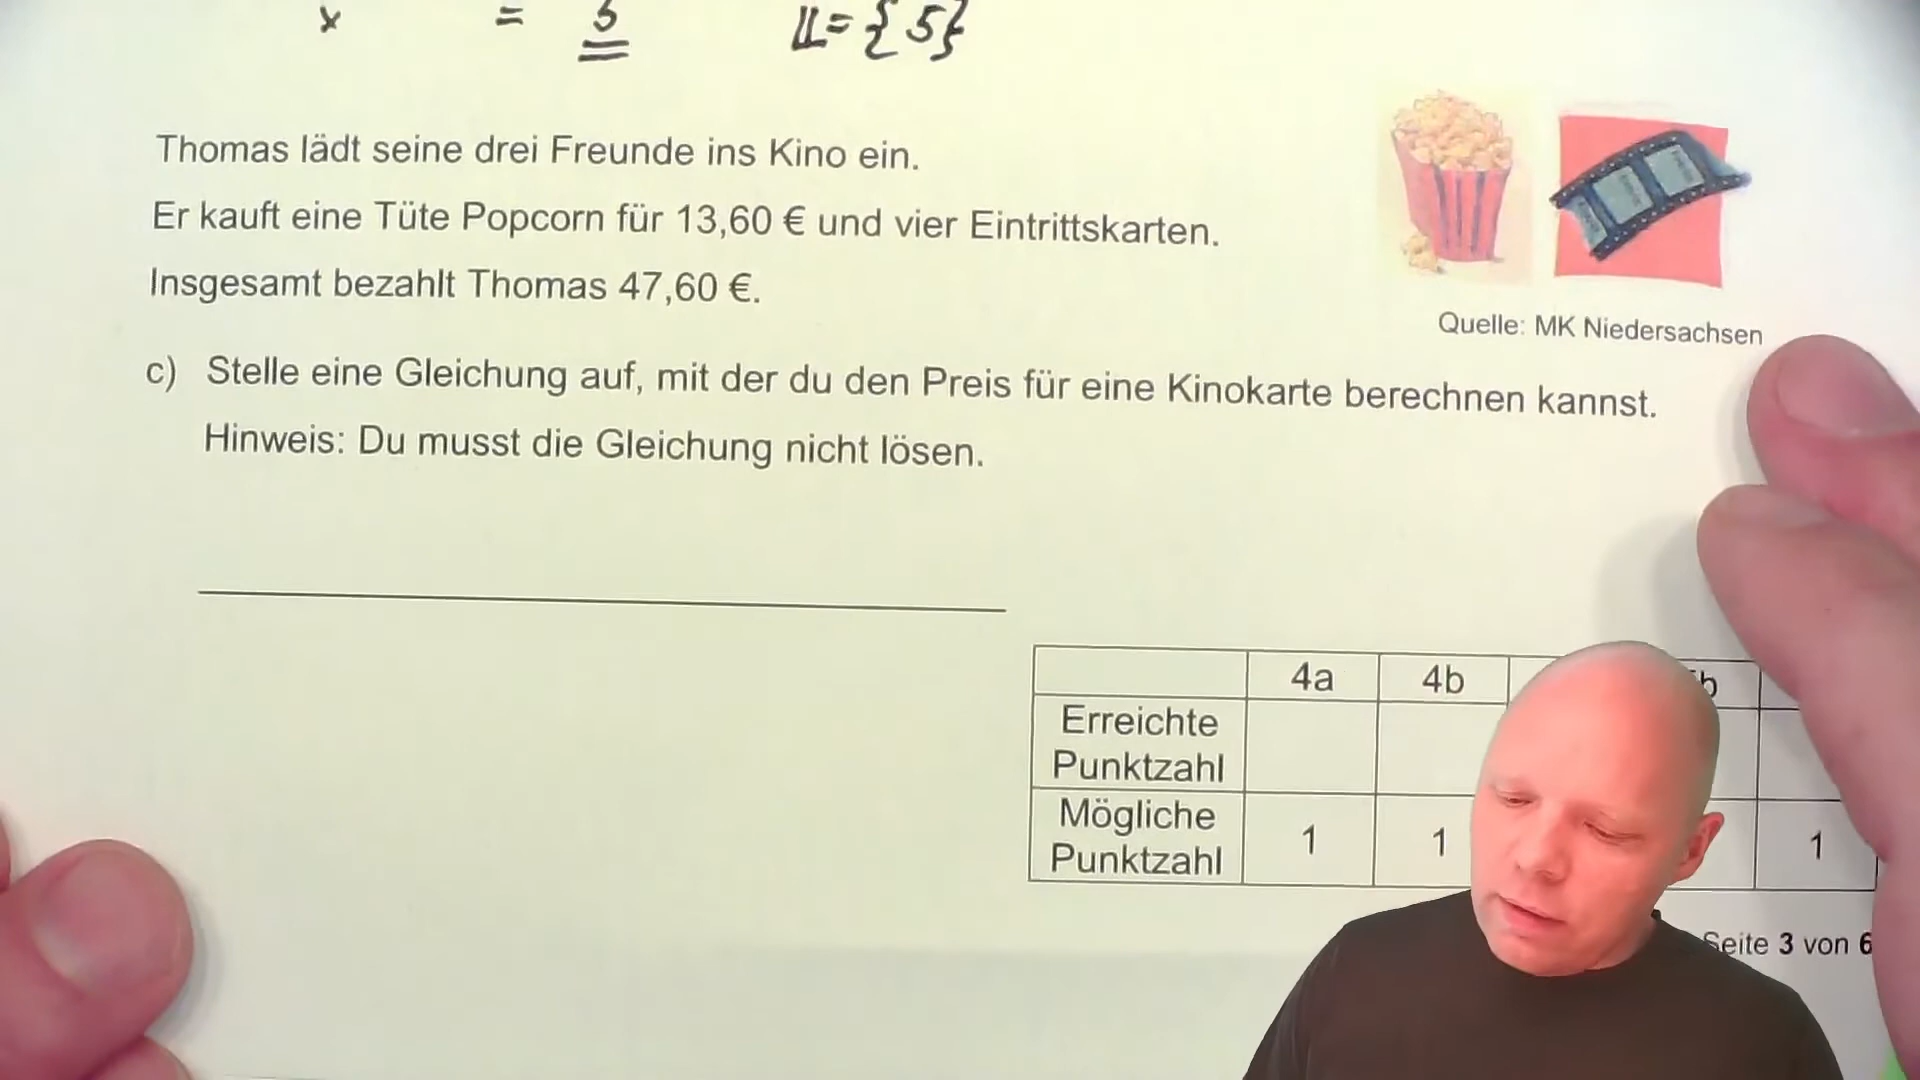 x = 5 𝕃 = {5}
Thomas lädt seine drei Freunde ins Kino ein.
Er kauft eine Tüte Popcorn für 13,60 € und vier Eintrittskarten.
Insgesamt bezahlt Thomas 47,60 €.
Quelle: MK Niedersachsen
c) Stelle eine Gleichung auf, mit der du den Preis für eine Kinokarte berechnen kannst.
Hinweis: Du musst die Gleichung nicht lösen.
4a 4b
Erreichte
Punktzahl
Mögliche
Punktzahl 1 1 1
Seite 3 von 6